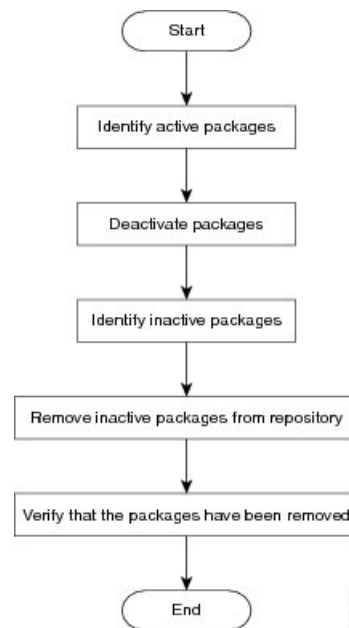 Start
Identify active packages
Deactivate packages
Identify inactive packages
Remove inactive packages from repository
Verify that the packages have been removed
End